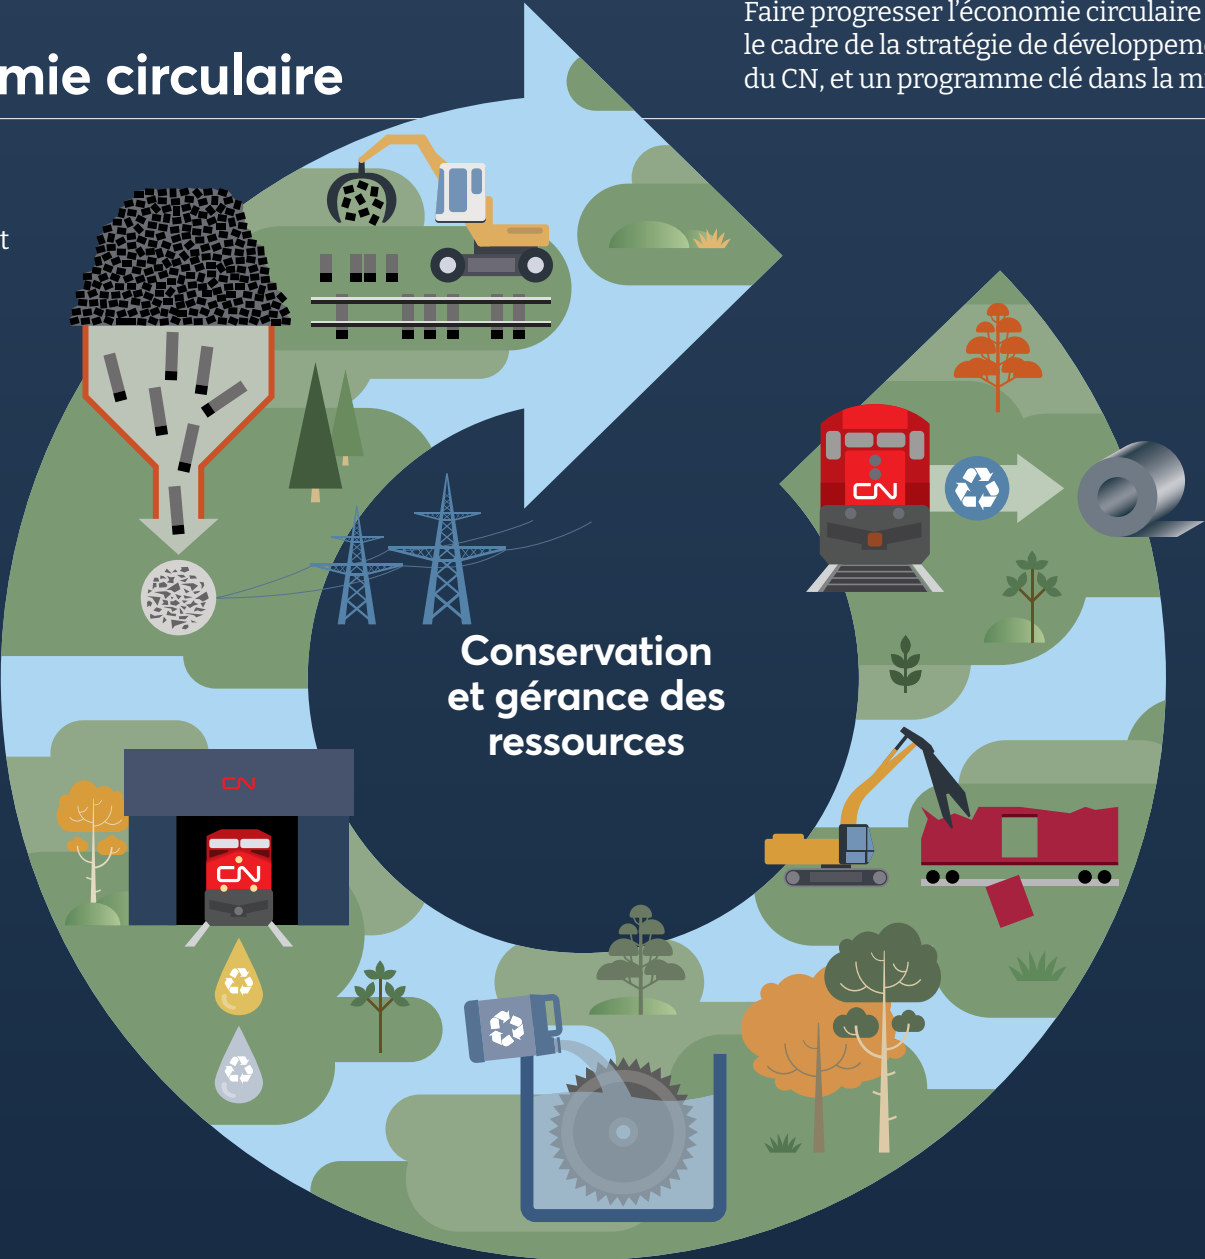 mie circulaire
Faire progresser l'économie circulaire
le cadre de la stratégie de développem
du CN, et un programme clé dans la m
t
CN
Conservation
et gérance des
ressources
CN
CN